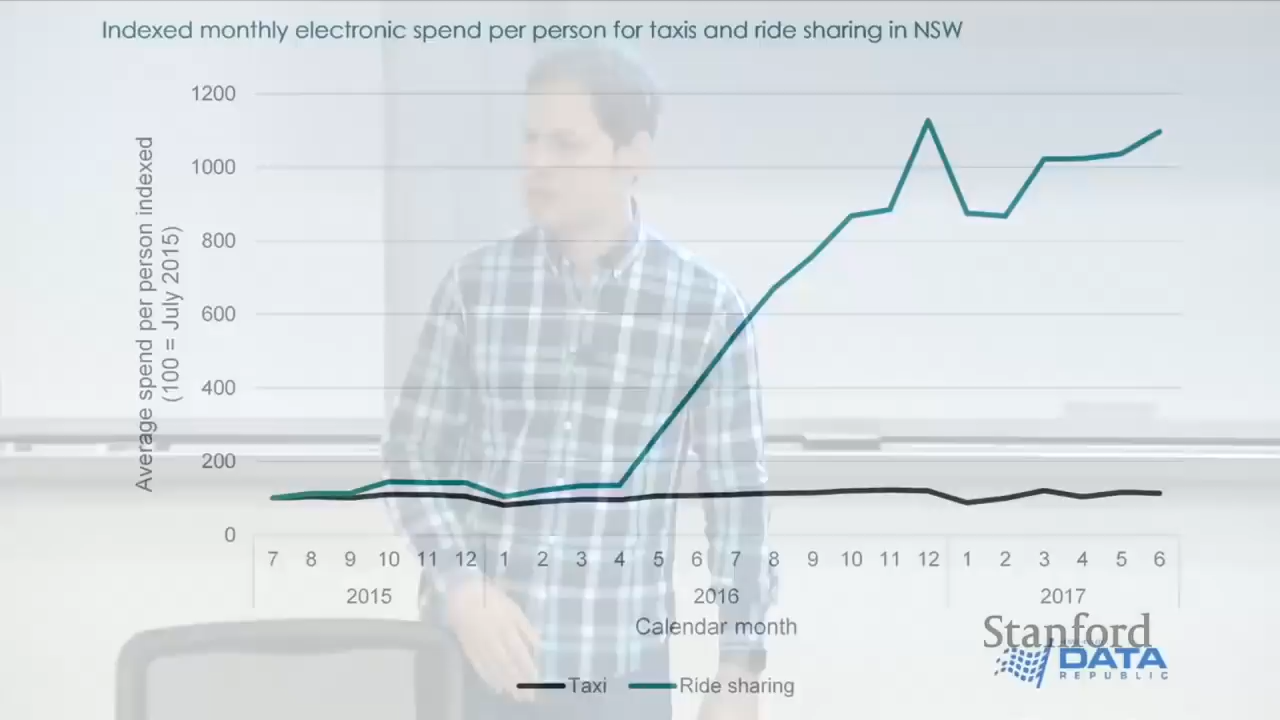 Indexed monthly electronic spend per person for taxis and ride sharing in NSW
Average spend per person indexed
(100 = July 2015)
1200
1000
800
600
400
200
0
7 8 9 10 11 12 1 2 3 4 5 6 7 8 9 10 11 12 1 2 3 4 5 6
2015 2016 2017
Calendar month
Taxi Ride sharing
Stanford
DATA
REPUBLIC